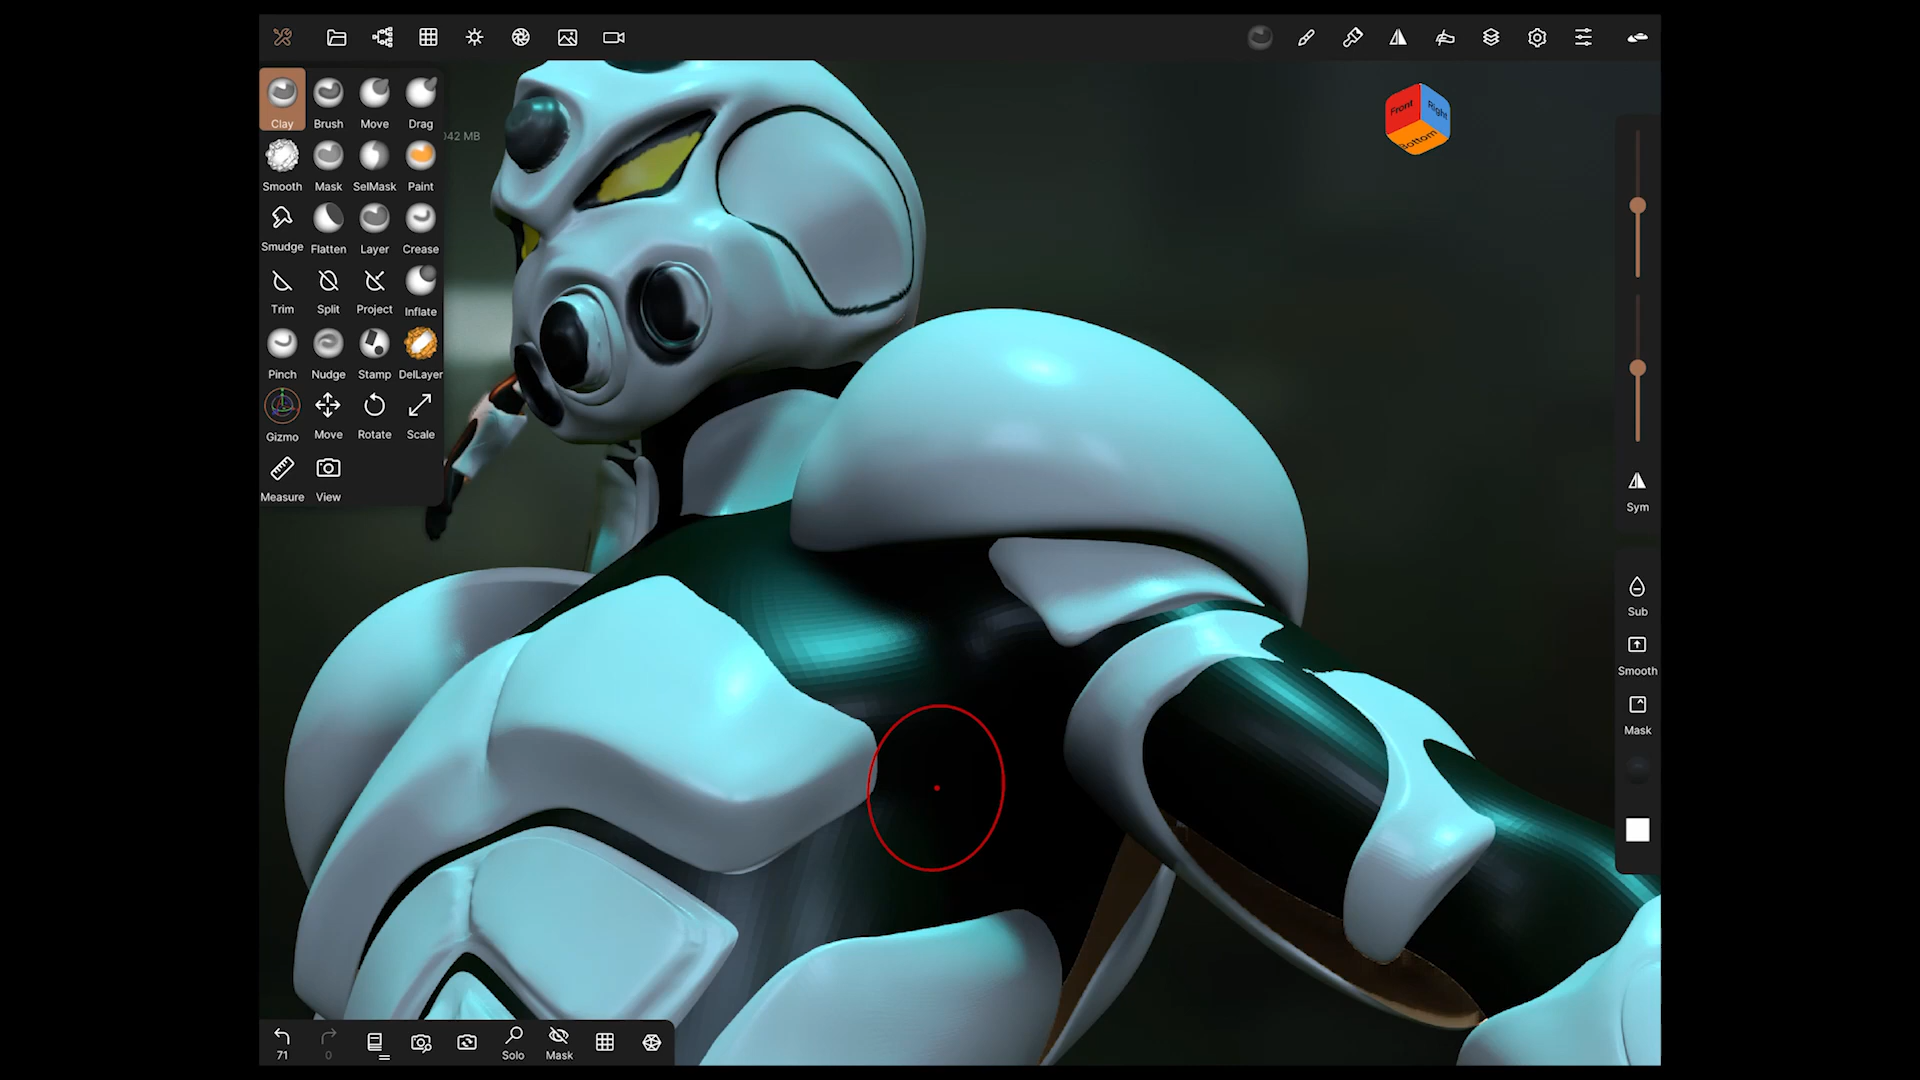 Clay Brush Move Drag
042 MB
Smooth Mask SelMask Paint
Smudge Flatten Layer Crease
Trim Split Project Inflate
Pinch Nudge Stamp DelLayer
Gizmo Move Rotate Scale
Measure View
Front Right
Bottom
Sym
Sub
Smooth
Mask
71 0 Solo Mask